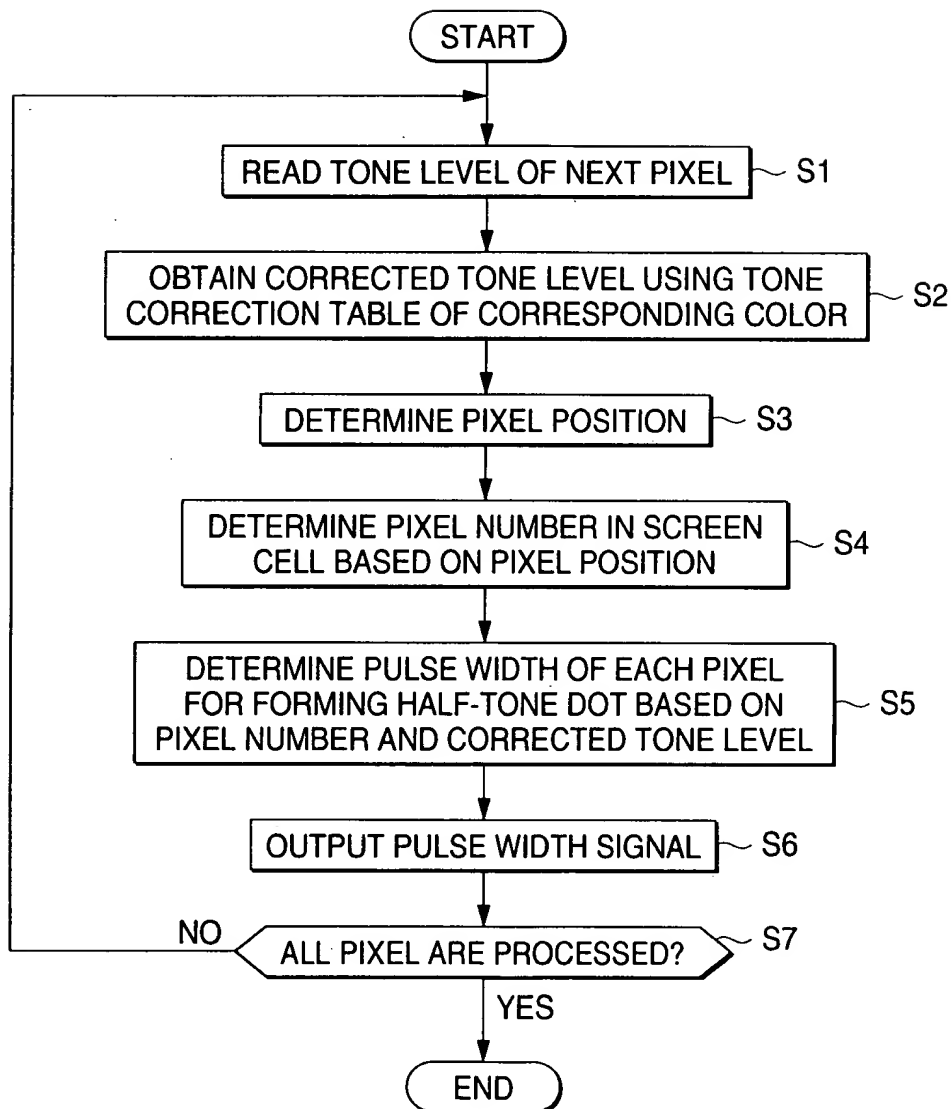 START
READ TONE LEVEL OF NEXT PIXEL
S1
OBTAIN CORRECTED TONE LEVEL USING TONE
CORRECTION TABLE OF CORRESPONDING COLOR
S2
DETERMINE PIXEL POSITION
S3
DETERMINE PIXEL NUMBER IN SCREEN
CELL BASED ON PIXEL POSITION
S4
DETERMINE PULSE WIDTH OF EACH PIXEL
FOR FORMING HALF-TONE DOT BASED ON
PIXEL NUMBER AND CORRECTED TONE LEVEL
S5
OUTPUT PULSE WIDTH SIGNAL
S6
NO
ALL PIXEL ARE PROCESSED?
S7
YES
END